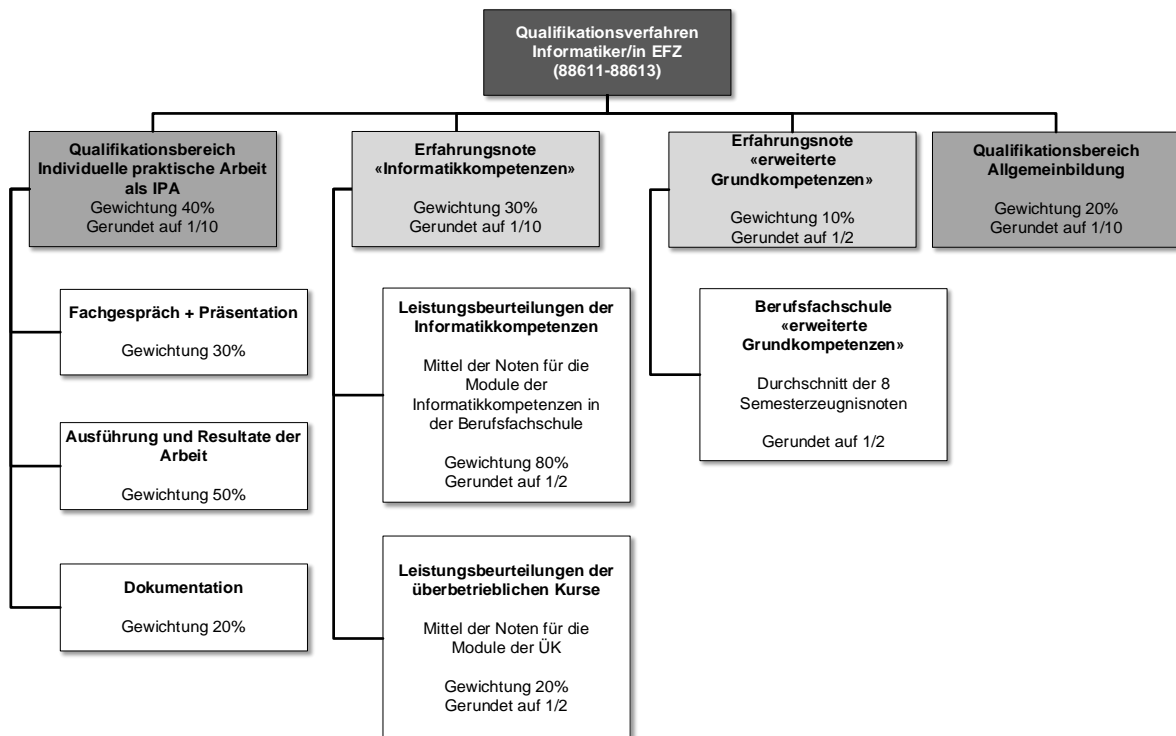 Qualifikationsverfahren
Informatiker/in EFZ
(88611-88613)
Qualifikationsbereich
Individuelle praktische Arbeit
als IPA
Gewichtung 40%
Gerundet auf 1/10
Fachgespräch + Präsentation
Gewichtung 30%
Ausführung und Resultate der
Arbeit
Gewichtung 50%
Dokumentation
Gewichtung 20%
Erfahrungsnote
«Informatikkompetenzen»
Gewichtung 30%
Gerundet auf 1/10
Leistungsbeurteilungen der
Informatikkompetenzen
Mittel der Noten für die
Module der
Informatikkompetenzen in
der Berufsfachschule
Gewichtung 80%
Gerundet auf 1/2
Leistungsbeurteilungen der
überbetrieblichen Kurse
Mittel der Noten für die
Module der ÜK
Gewichtung 20%
Gerundet auf 1/2
Erfahrungsnote
«erweiterte
Grundkompetenzen»
Gewichtung 10%
Gerundet auf 1/2
Berufsfachschule
«erweiterte
Grundkompetenzen»
Durchschnitt der 8
Semesterzeugnisnoten
Gerundet auf 1/2
Qualifikationsbereich
Allgemeinbildung
Gewichtung 20%
Gerundet auf 1/10